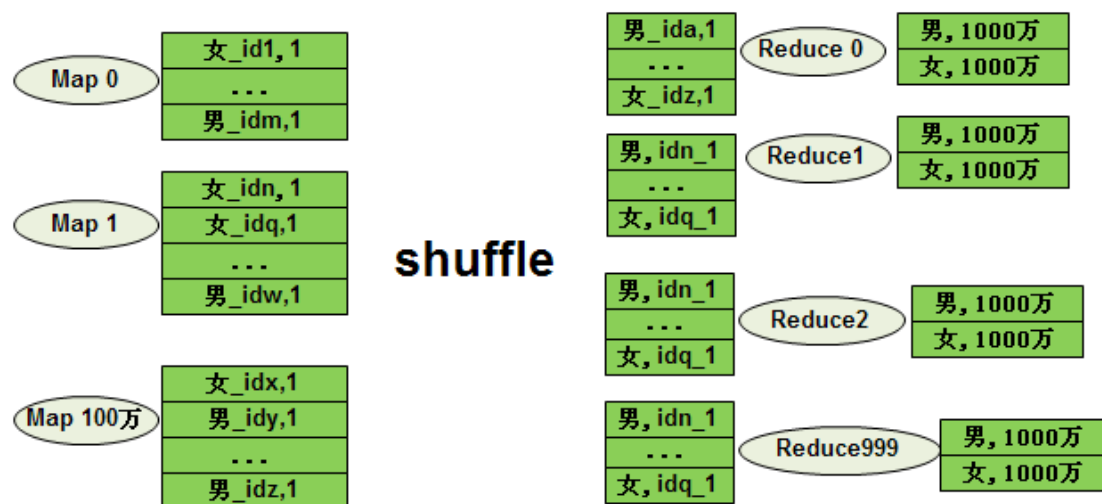 Map 0
女_id1, 1
...
男_idm,1
Map 1
女_idn, 1
女_idq,1
...
男_idw,1
Map 100万
女_idx,1
男_idy,1
...
男_idz,1
shuffle
男_ida,1
...
女_idz,1
Reduce 0
男, 1000万
女, 1000万
男, idn_1
...
女, idq_1
Reduce1
男, 1000万
女, 1000万
男, idn_1
...
女, idq_1
Reduce2
男, 1000万
女, 1000万
男, idn_1
...
女, idq_1
Reduce999
男, 1000万
女, 1000万